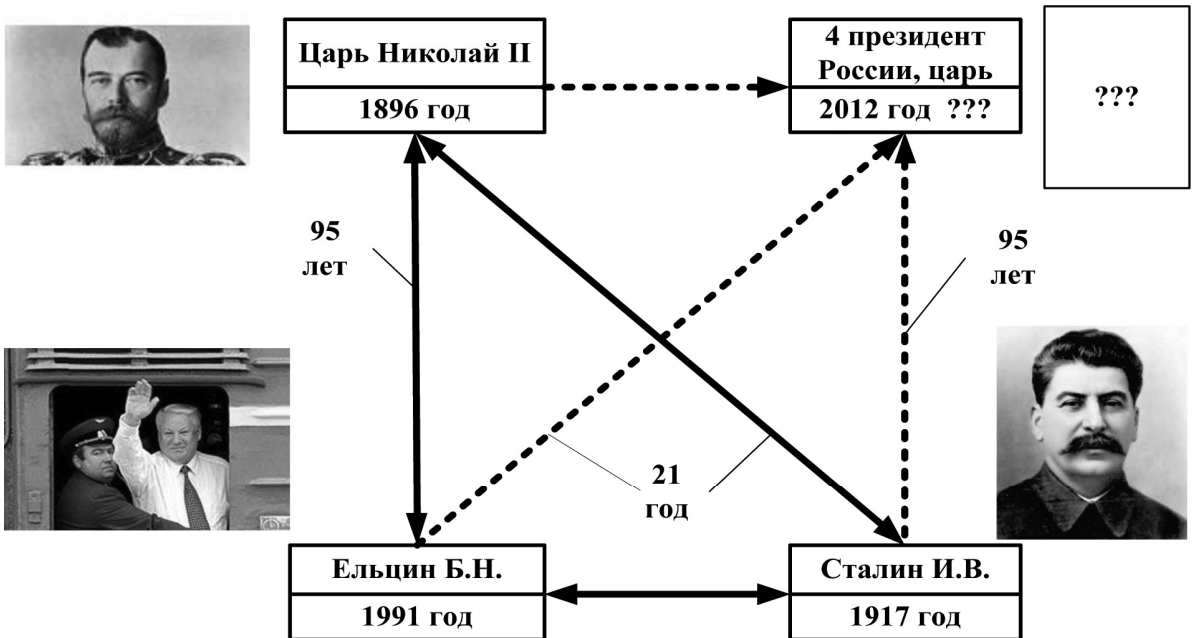 Царь Николай II
1896 год
4 президент
России, царь
2012 год ???
???
95
лет
95
лет
21
год
Ельцин Б.Н.
1991 год
Сталин И.В.
1917 год